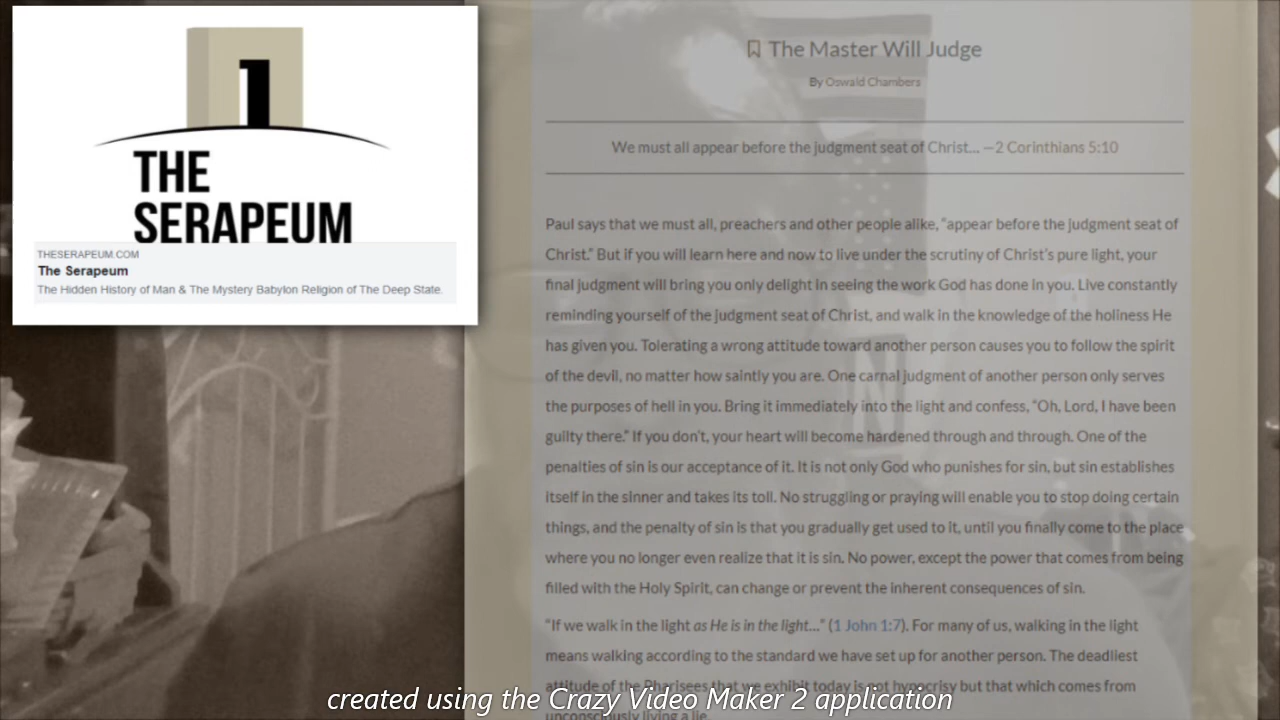 1
THE
SERAPEUM
THESERAPEUM.COM
The Serapeum
The Hidden History of Man & The Mystery Babylon Religion of The Deep State.
The Master Will Judge
By Oswald Chambers
We must all appear before the judgment seat of Christ... —2 Corinthians 5:10
Paul says that we must all, preachers and other people alike, “appear before the judgment seat of
Christ.” But if you will learn here and now to live under the scrutiny of Christ’s pure light, your
final judgment will bring you only delight in seeing the work God has done in you. Live constantly
reminding yourself of the judgment seat of Christ, and walk in the knowledge of the holiness He
has given you. Tolerating a wrong attitude toward another person causes you to follow the spirit
of the devil, no matter how saintly you are. One carnal judgment of another person only serves
the purposes of hell in you. Bring it immediately into the light and confess, “Oh, Lord, I have been
guilty there.” If you don’t, your heart will become hardened through and through. One of the
penalties of sin is our acceptance of it. It is not only God who punishes for sin, but sin establishes
itself in the sinner and takes its toll. No struggling or praying will enable you to stop doing certain
things, and the penalty of sin is that you gradually get used to it, until you finally come to the place
where you no longer even realize that it is sin. No power, except the power that comes from being
filled with the Holy Spirit, can change or prevent the inherent consequences of sin.
“If we walk in the light as He is in the light...” (1 John 1:7). For many of us, walking in the light
means walking according to the standard we have set up for another person. The deadliest
attitude of the Pharisees that we exhibit today is not hypocrisy but that which comes from
unconsciously living a lie.
created using the Crazy Video Maker 2 application